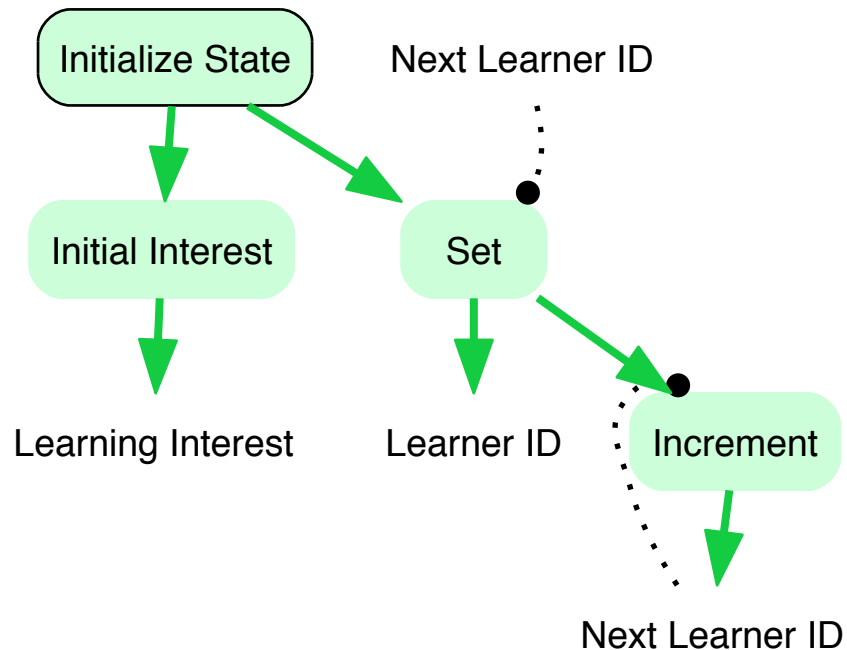 Initialize State
Next Learner ID
Initial Interest
Set
Learning Interest
Learner ID
Increment
Next Learner ID